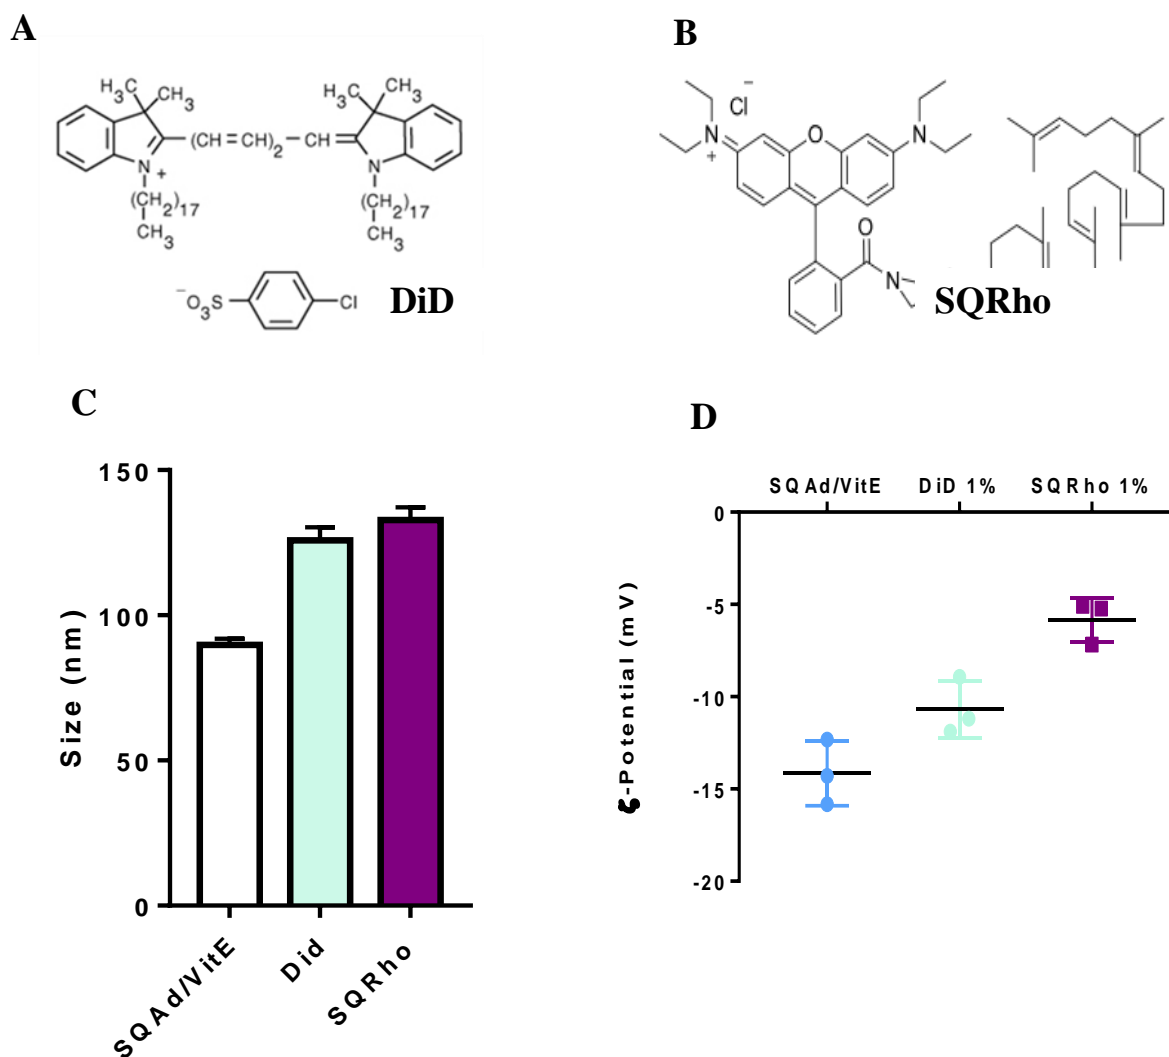 A
B
H₃C CH₃ H₃C CH₃
(CH=CH)₂ CH
N + N
(CH₂)₁₇ (CH₂)₁₇
CH₃ CH₃
⁻O₃S Cl DiD
Cl ⁻
N + O N
O
N
SQRho
C
150
100
50
0
Size (nm)
SQAd/VitE
Did
SQRho
D
SQAd/VitE DiD 1% SQRho 1%
0
-5
-10
-15
-20
ζ-Potential (mV)